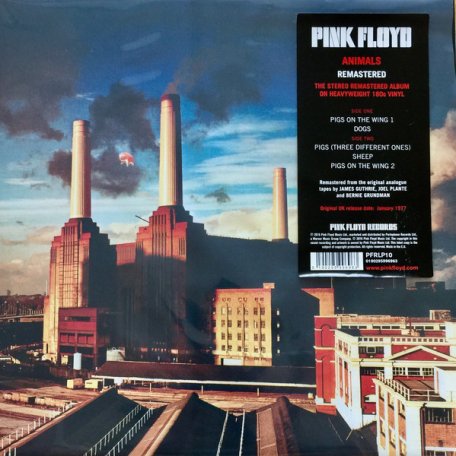 PINK FLOYD
ANIMALS
REMASTERED
THE STEREO REMASTERED ALBUM
ON HEAVYWEIGHT 180G VINYL
SIDE ONE
PIGS ON THE WING 1
DOGS
SIDE TWO
PIGS (THREE DIFFERENT ONES)
SHEEP
PIGS ON THE WING 2
Remastered from the original analogue
tapes by JAMES GUTHRIE, JOEL PLANTE
and BERNIE GRUNDMAN
Original UK release date: January 1977
PINK FLOYD RECORDS
PFRLP10
www.pinkfloyd.com